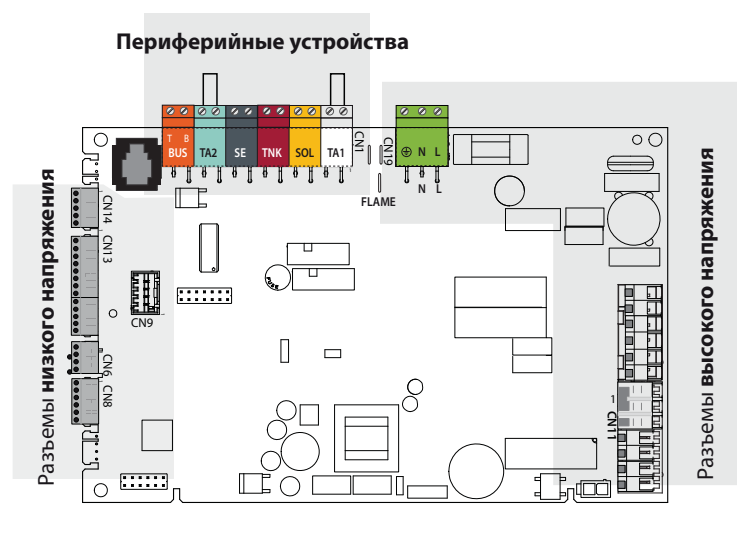 Периферийные устройства
T B
BUS TA2 SE TNK SOL TA1
CN1
CN19
N L
N L
FLAME
Разъемы низкого напряжения
CN14
CN13
CN9
CN6
CN8
FUSE
1
CN11
Разъемы высокого напряжения